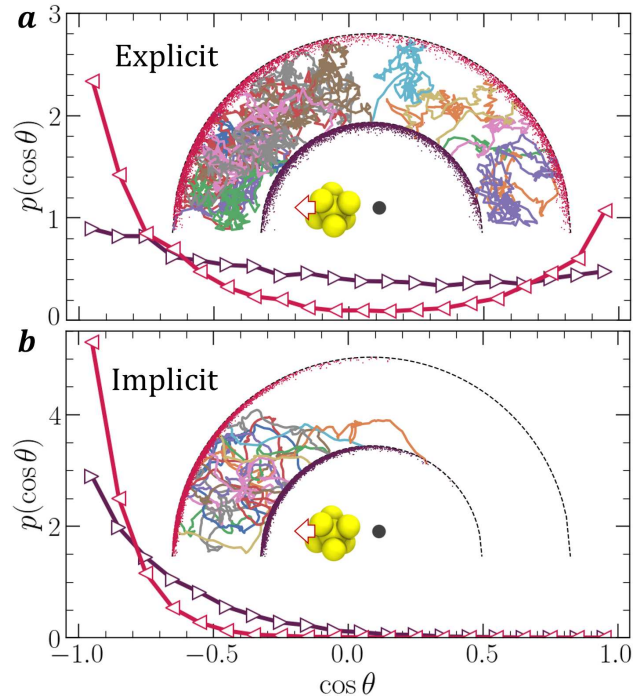 a
Explicit
p(cos θ)
3
2
1
0
b
Implicit
p(cos θ)
4
2
0
−1.0 −0.5 0.0 0.5 1.0
cos θ